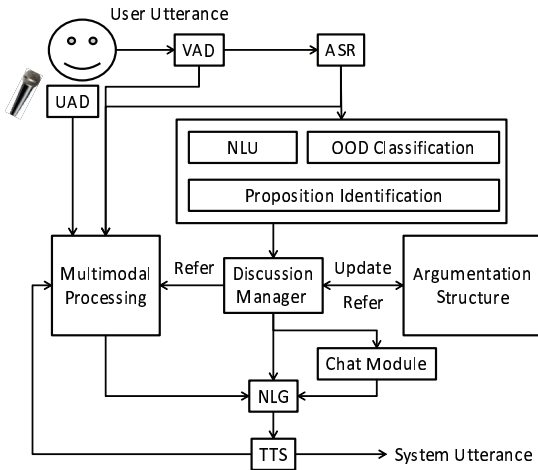 User Utterance
VAD
ASR
UAD
NLU
OOD Classification
Proposition Identification
Multimodal
Processing
Refer
Discussion
Manager
Update
Refer
Argumentation
Structure
Chat Module
NLG
TTS
System Utterance